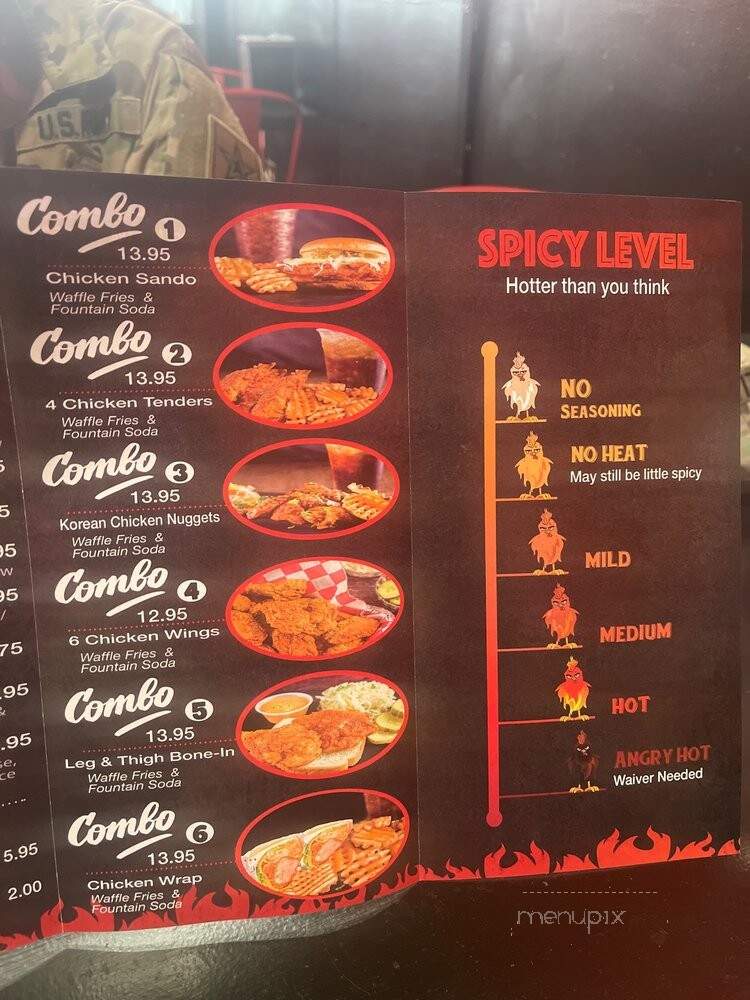 U.S.
Combo 1
13.95
Chicken Sando
Waffle Fries &
Fountain Soda
Combo 2
13.95
4 Chicken Tenders
Waffle Fries &
Fountain Soda
Combo 3
13.95
Korean Chicken Nuggets
Waffle Fries &
Fountain Soda
Combo 4
12.95
6 Chicken Wings
Waffle Fries &
Fountain Soda
Combo 5
13.95
Leg & Thigh Bone-In
Waffle Fries &
Fountain Soda
Combo 6
13.95
Chicken Wrap
Waffle Fries &
Fountain Soda
SPICY LEVEL
Hotter than you think
NO
SEASONING
NO HEAT
May still be little spicy
MILD
MEDIUM
HOT
ANGRY HOT
Waiver Needed
5.95
2.00
menupix